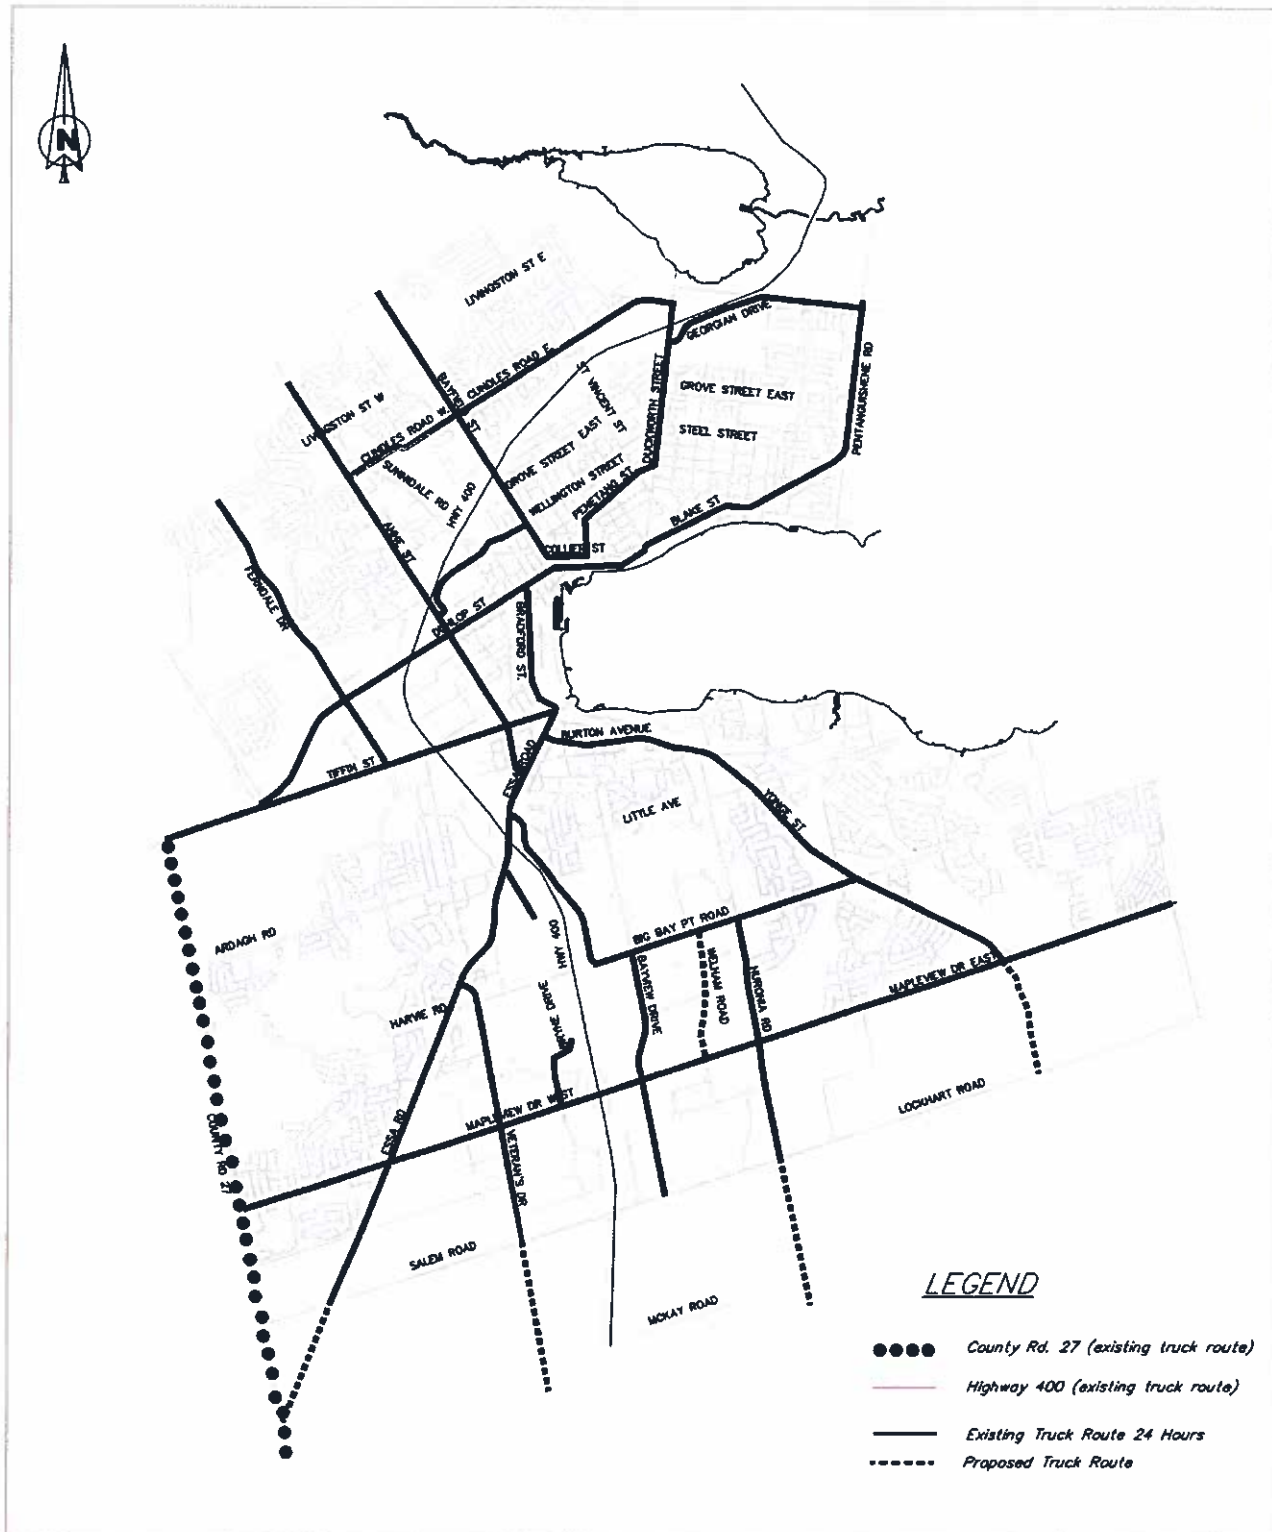 N
LIVINGSTON ST E
GEORGIAN DRIVE
CUNDLES ROAD E.
ST VINCENT ST
DUCKWORTH STREET
PENTANGUISHENE RD
GROVE STREET EAST
LIVINGSTON ST W
BAYFIELD ST
CUNDLES ROAD W.
STEEL STREET
SUNNIDALE RD
GROVE STREET EAST
HWY 400
WELLINGTON STREET
PENETANG ST
BLAKE ST
ANNE ST
COLLIER ST
FERNDALE DR
DUNLOP ST
BRADFORD ST.
BURTON AVENUE
TIFFIN ST
ESSA ROAD
LITTLE AVE
YONGE ST
ARDAGH RD
BIG BAY PT ROAD
HWY 400
BAYVIEW DRIVE
WELHAM ROAD
HURONIA RD
MAPLEVIEW DR EAST
HARVIE RD
BRYNE DRIVE
COUNTY RD 27
ESSA RD
MAPLEVIEW DR WEST
VETERAN'S DR
LOCKHART ROAD
SALEM ROAD
MCKAY ROAD
LEGEND
County Rd. 27 (existing truck route)
Highway 400 (existing truck route)
Existing Truck Route 24 Hours
Proposed Truck Route